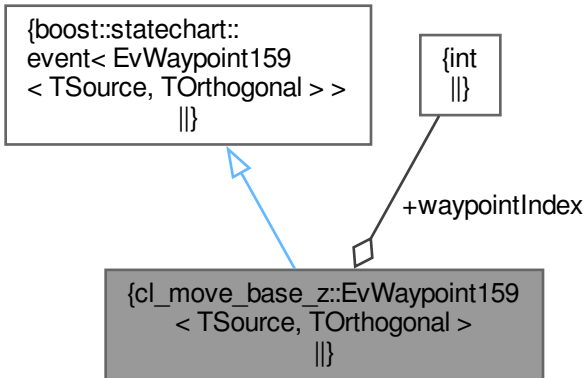 {boost::statechart::
event< EvWaypoint159
< TSource, TOrthogonal > >
||}
{int
||}
+waypointIndex
{cl_move_base_z::EvWaypoint159
< TSource, TOrthogonal >
||}